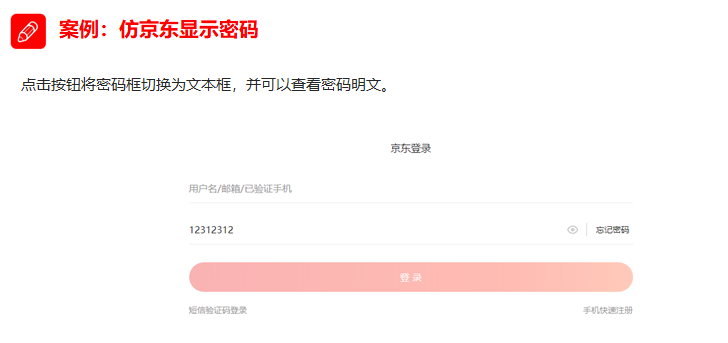 案例：仿京东显示密码
点击按钮将密码框切换为文本框，并可以查看密码明文。
京东登录
用户名/邮箱/已验证手机
12312312 忘记密码
登 录
短信验证码登录 手机快速注册